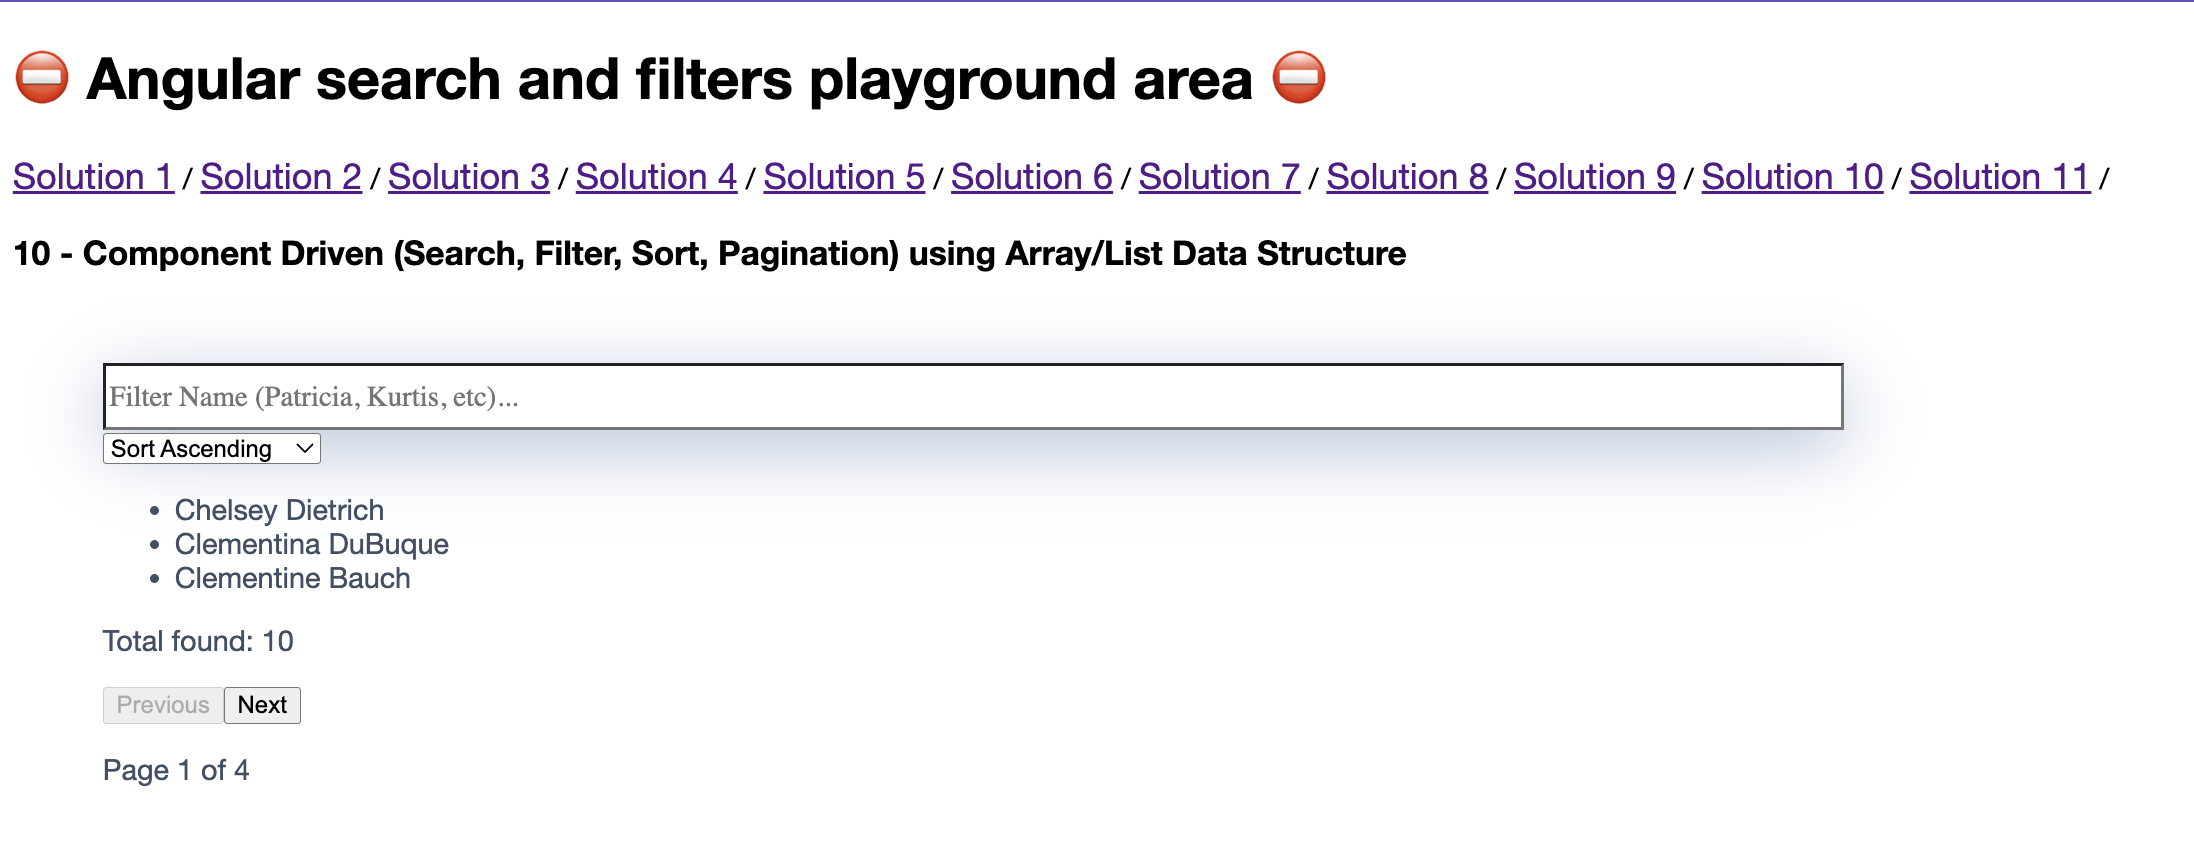 Angular search and filters playground area
Solution 1 / Solution 2 / Solution 3 / Solution 4 / Solution 5 / Solution 6 / Solution 7 / Solution 8 / Solution 9 / Solution 10 / Solution 11 /
10 - Component Driven (Search, Filter, Sort, Pagination) using Array/List Data Structure
Filter Name (Patricia, Kurtis, etc)...
Sort Ascending
• Chelsey Dietrich
• Clementina DuBuque
• Clementine Bauch
Total found: 10
Previous Next
Page 1 of 4